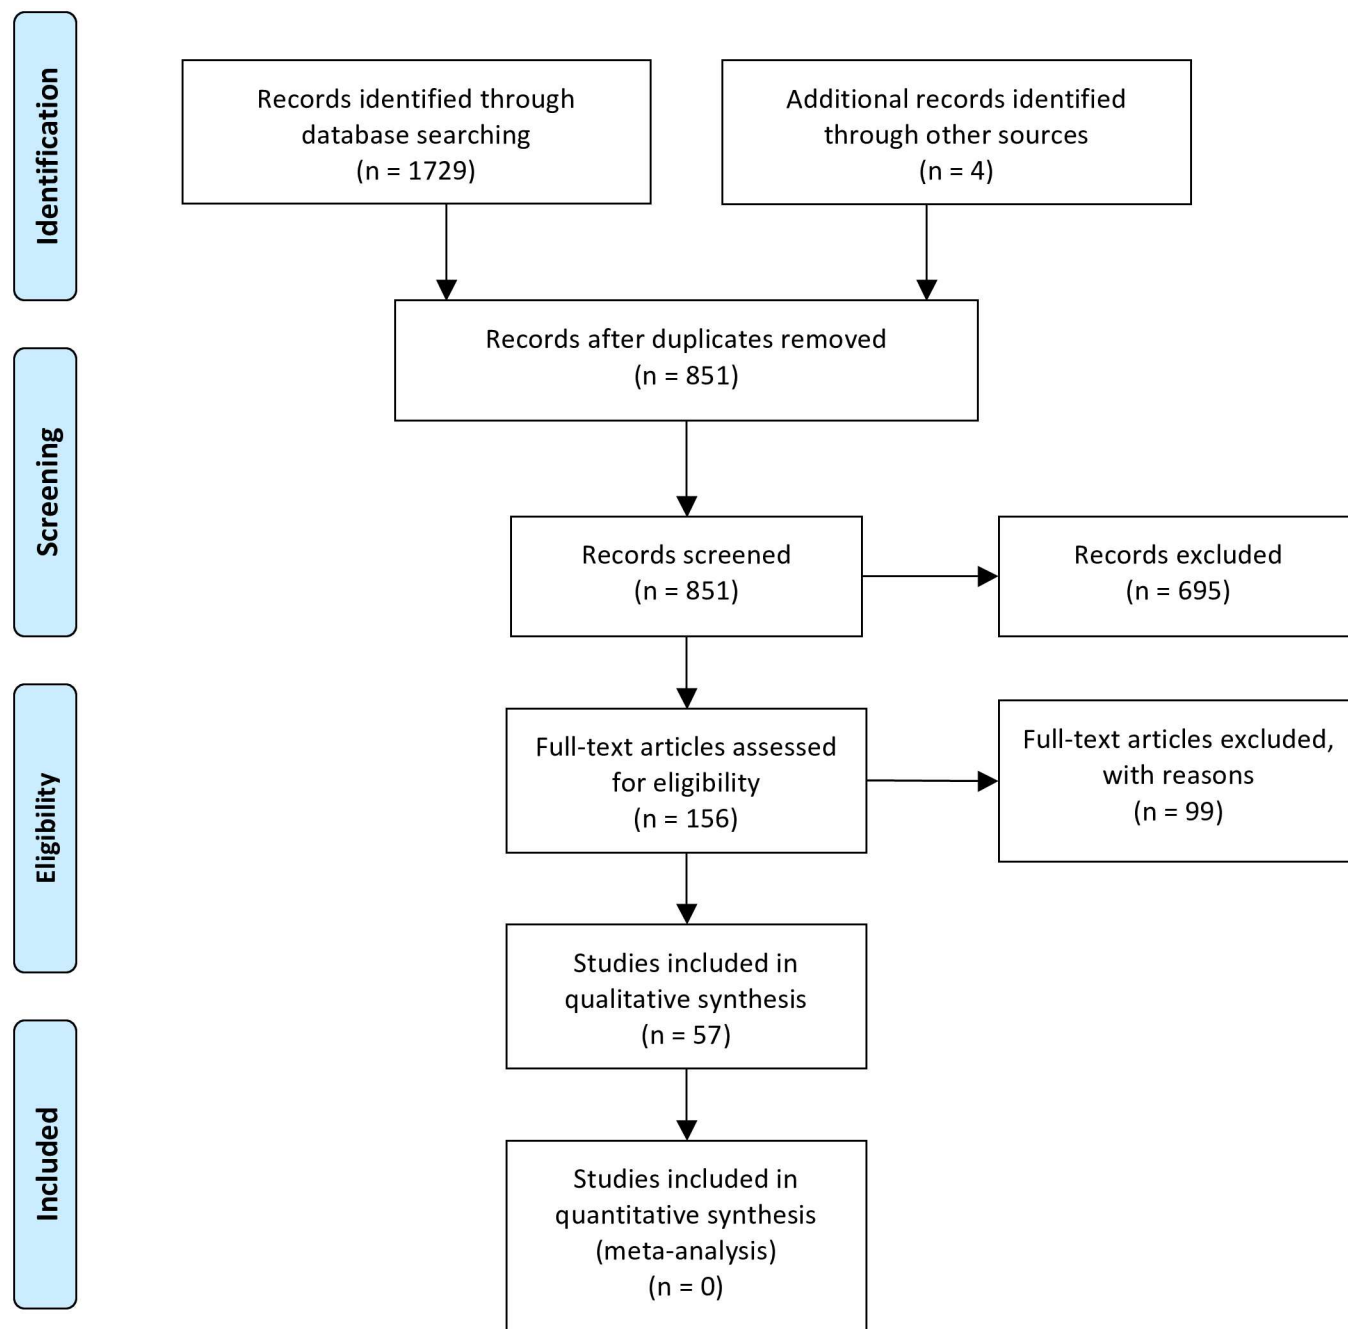 Identification
Records identified through
database searching
(n = 1729)
Additional records identified
through other sources
(n = 4)
Records after duplicates removed
(n = 851)
Screening
Records screened
(n = 851)
Records excluded
(n = 695)
Eligibility
Full-text articles assessed
for eligibility
(n = 156)
Full-text articles excluded,
with reasons
(n = 99)
Studies included in
qualitative synthesis
(n = 57)
Included
Studies included in
quantitative synthesis
(meta-analysis)
(n = 0)